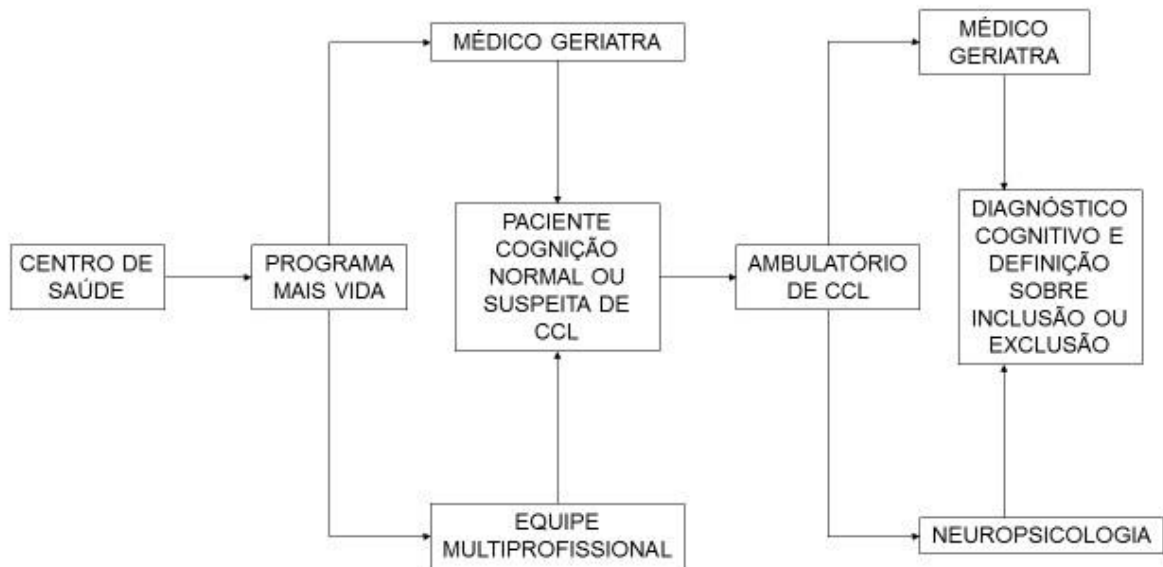 MÉDICO GERIATRA
MÉDICO
GERIATRA
CENTRO DE
SAÚDE
PROGRAMA
MAIS VIDA
PACIENTE
COGNIÇÃO
NORMAL OU
SUSPEITA DE
CCL
AMBULATÓRIO
DE CCL
DIAGNÓSTICO
COGNITIVO E
DEFINIÇÃO
SOBRE
INCLUSÃO OU
EXCLUSÃO
EQUIPE
MULTIPROFISSIONAL
NEUROPSICOLOGIA